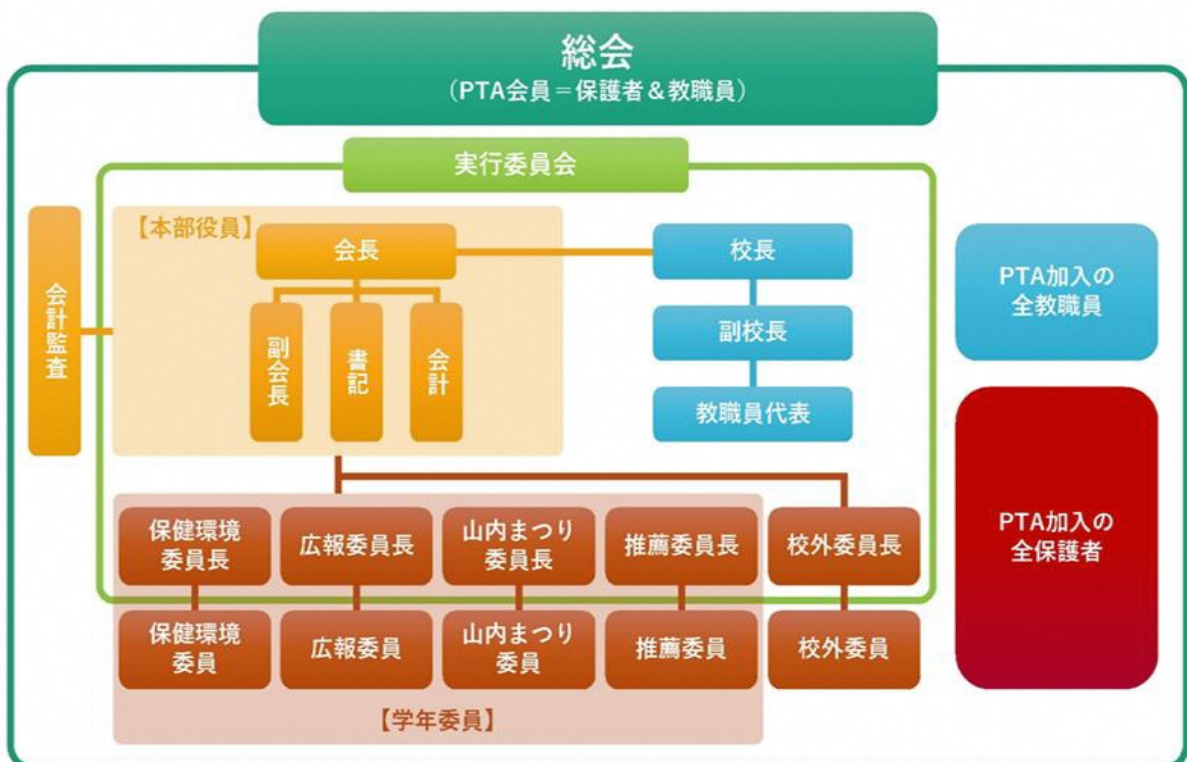 総会
(PTA会員=保護者&教職員)
実行委員会
【本部役員】
会長
校長
PTA加入の
全教職員
会計監査
副会長
書記
会計
副校長
教職員代表
PTA加入の
全保護者
保健環境
委員長
広報委員長
山内まつり
委員長
推薦委員長
校外委員長
保健環境
委員
広報委員
山内まつり
委員
推薦委員
校外委員
【学年委員】